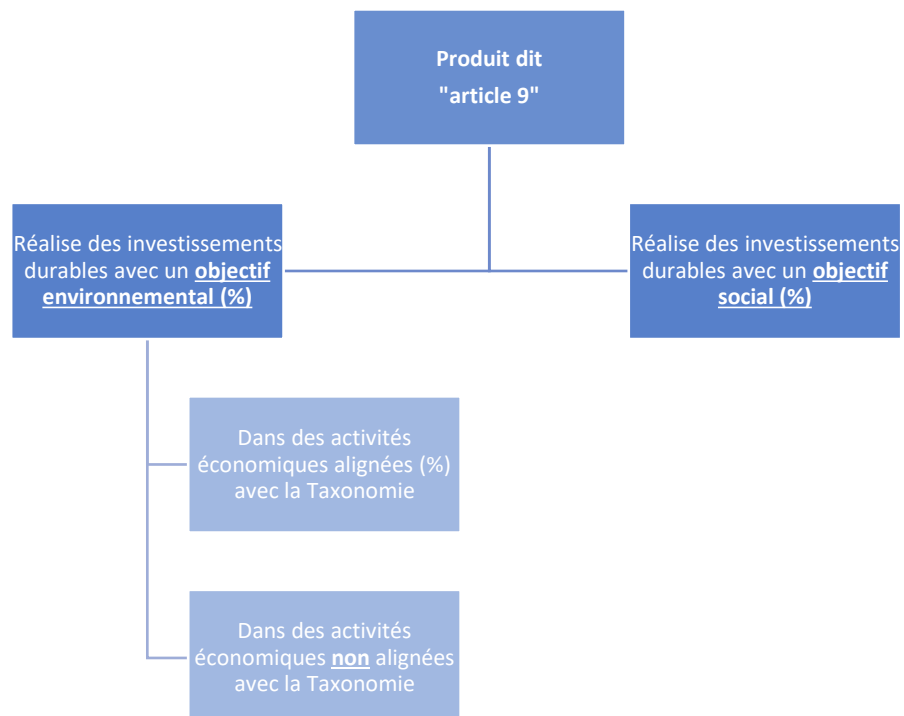 Produit dit
"article 9"
Réalise des investissements
durables avec un objectif
environnemental (%)
Réalise des investissements
durables avec un objectif
social (%)
Dans des activités
économiques alignées (%)
avec la Taxonomie
Dans des activités
économiques non alignées
avec la Taxonomie